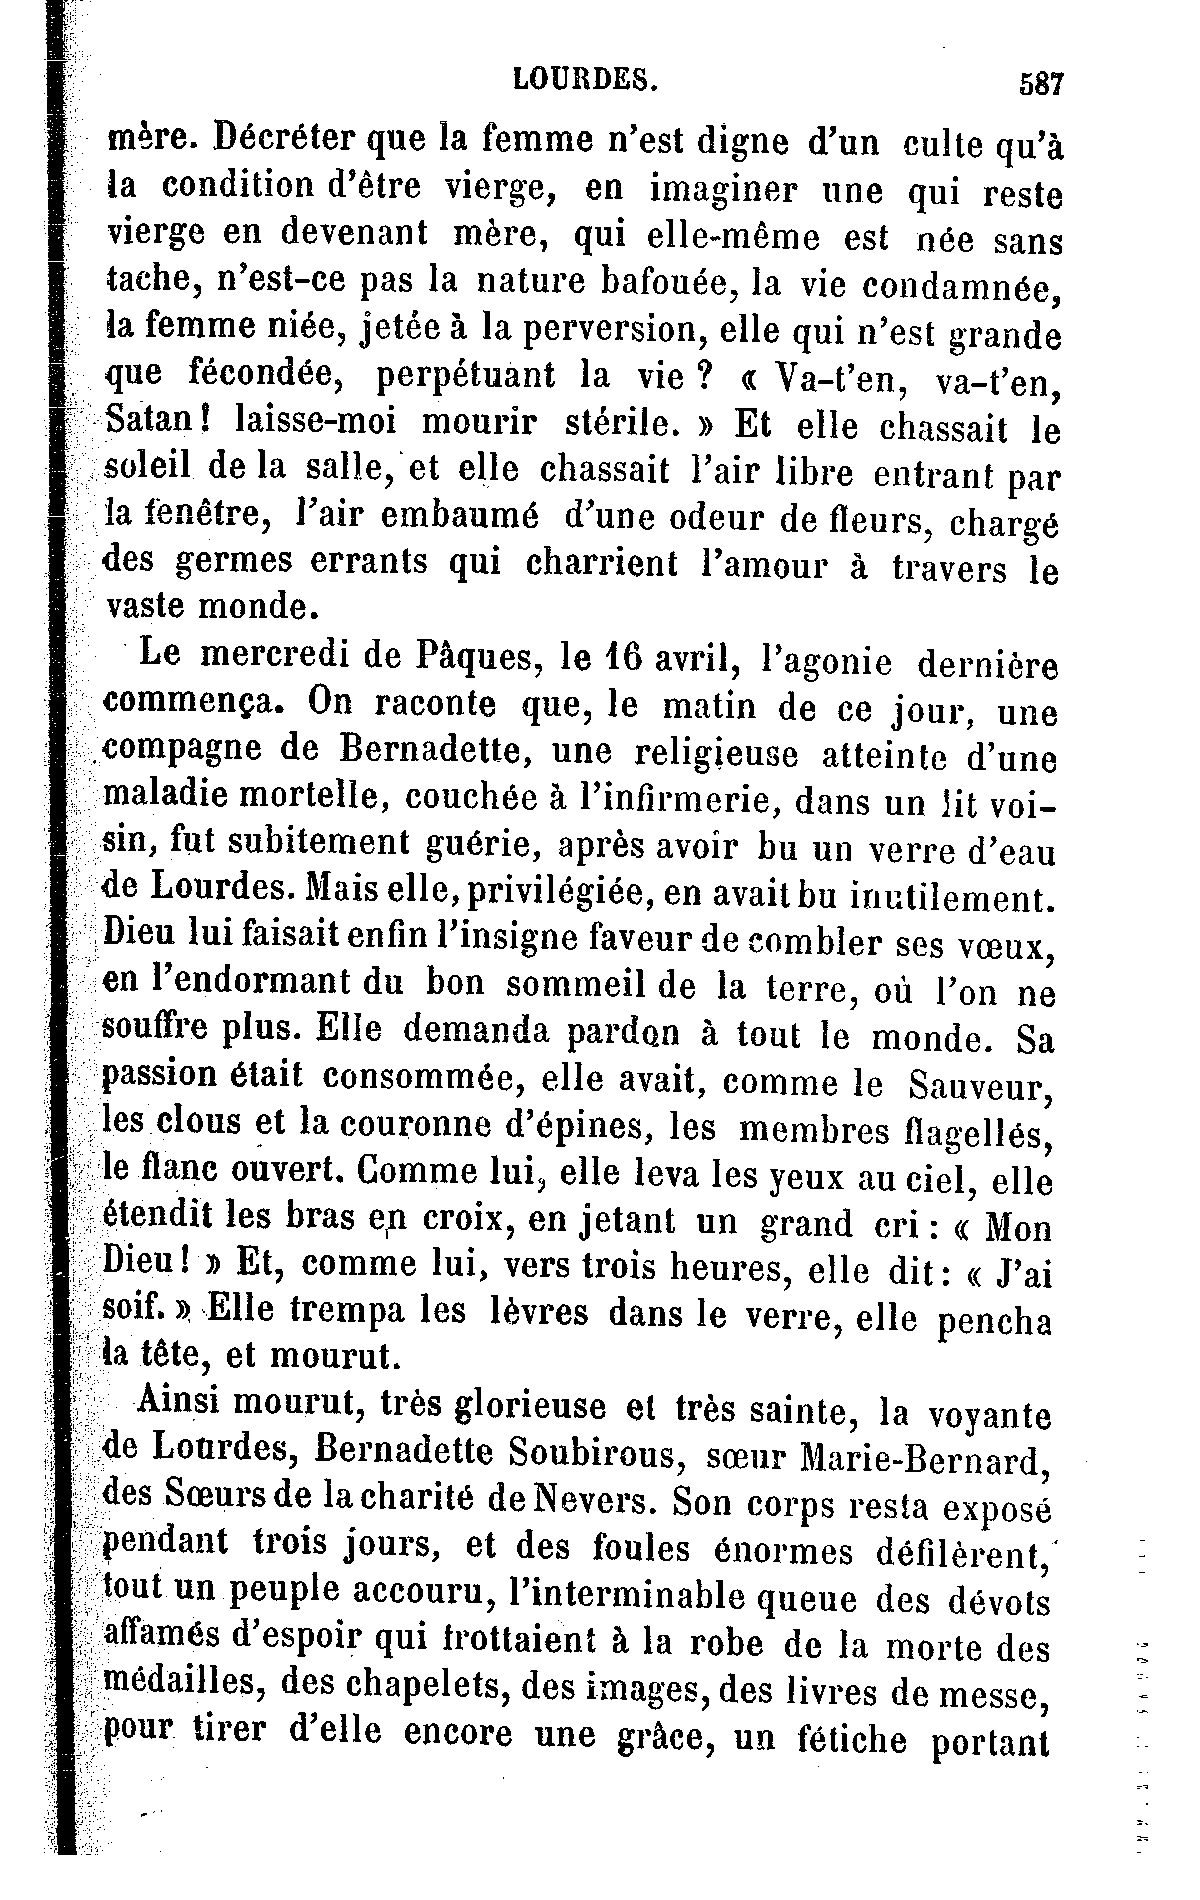 LOURDES. 587
mère. Décréter que la femme n'est digne d'un culte qu'à
la condition d'être vierge, en imaginer une qui reste
vierge en devenant mère, qui elle-même est née sans
tache, n'est-ce pas la nature bafouée, la vie condamnée,
la femme niée, jetée à la perversion, elle qui n'est grande
que fécondée, perpétuant la vie ? « Va-t'en, va-t'en,
Satan ! laisse-moi mourir stérile. » Et elle chassait le
soleil de la salle, et elle chassait l'air libre entrant par
la fenêtre, l'air embaumé d'une odeur de fleurs, chargé
des germes errants qui charrient l'amour à travers le
vaste monde.
Le mercredi de Pâques, le 16 avril, l'agonie dernière
commença. On raconte que, le matin de ce jour, une
compagne de Bernadette, une religieuse atteinte d'une
maladie mortelle, couchée à l'infirmerie, dans un lit voi-
sin, fut subitement guérie, après avoir bu un verre d'eau
de Lourdes. Mais elle, privilégiée, en avait bu inutilement.
Dieu lui faisait enfin l'insigne faveur de combler ses vœux,
en l'endormant du bon sommeil de la terre, où l'on ne
souffre plus. Elle demanda pardon à tout le monde. Sa
passion était consommée, elle avait, comme le Sauveur,
les clous et la couronne d'épines, les membres flagellés,
le flanc ouvert. Comme lui, elle leva les yeux au ciel, elle
étendit les bras en croix, en jetant un grand cri : « Mon
Dieu ! » Et, comme lui, vers trois heures, elle dit : « J'ai
soif. » Elle trempa les lèvres dans le verre, elle pencha
la tête, et mourut.
Ainsi mourut, très glorieuse et très sainte, la voyante
de Lourdes, Bernadette Soubirous, sœur Marie-Bernard,
des Sœurs de la charité de Nevers. Son corps resta exposé
pendant trois jours, et des foules énormes défilèrent,
tout un peuple accouru, l'interminable queue des dévots
affamés d'espoir qui frottaient à la robe de la morte des
médailles, des chapelets, des images, des livres de messe,
pour tirer d'elle encore une grâce, un fétiche portant